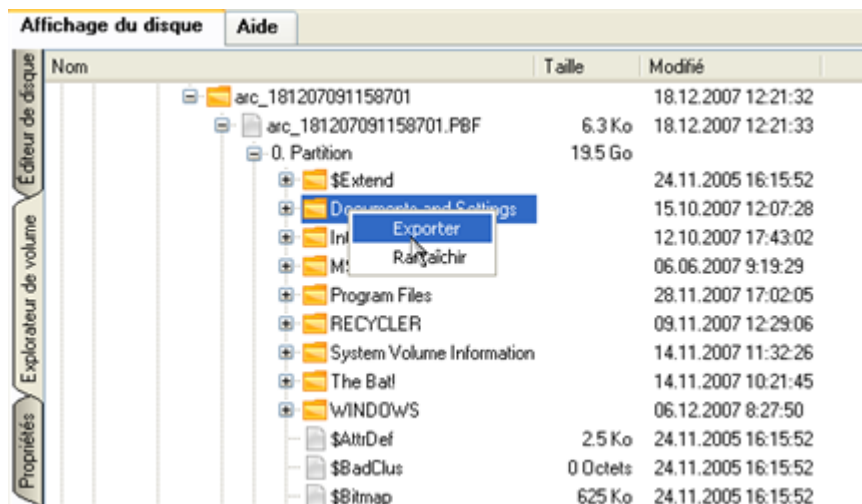 Affichage du disque Aide
Éditeur de disque
Explorateur de volume
Propriétés
Nom Taille Modifié
arc_181207091158701 18.12.2007 12:21:32
arc_181207091158701.PBF 6.3 Ko 18.12.2007 12:21:33
0. Partition 19.5 Go
$Extend 24.11.2005 16:15:52
Documents and Settings 15.10.2007 12:07:28
Exporter
12.10.2007 17:43:02
Rafraîchir
06.06.2007 9:19:29
Program Files 28.11.2007 17:02:05
RECYCLER 09.11.2007 12:29:06
System Volume Information 14.11.2007 11:32:26
The Bat! 14.11.2007 10:21:45
WINDOWS 06.12.2007 8:27:50
$AttrDef 2.5 Ko 24.11.2005 16:15:52
$BadClus 0 Octets 24.11.2005 16:15:52
$Bitmap 625 Ko 24.11.2005 16:15:52